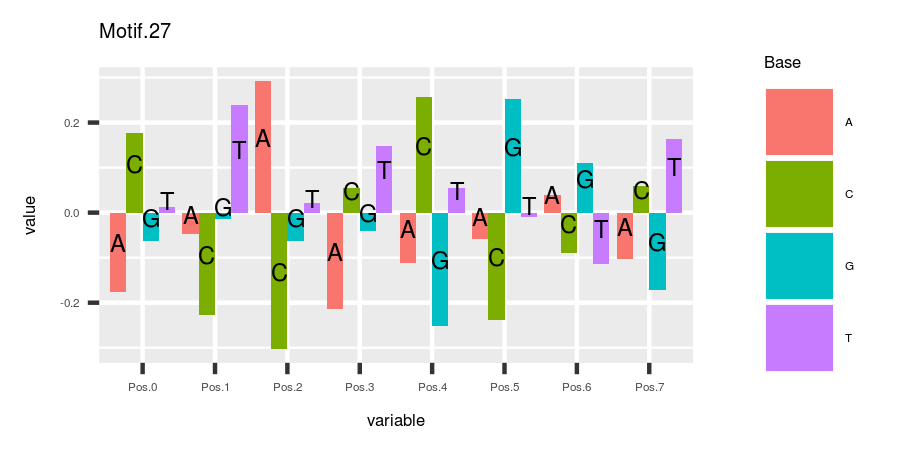 Motif.27
Base
A
C
G
T
value
0.2
0.0
-0.2
A C G T A C G T A C G T A C G T A C G T A C G T A C G T A C G T
Pos.0 Pos.1 Pos.2 Pos.3 Pos.4 Pos.5 Pos.6 Pos.7
variable